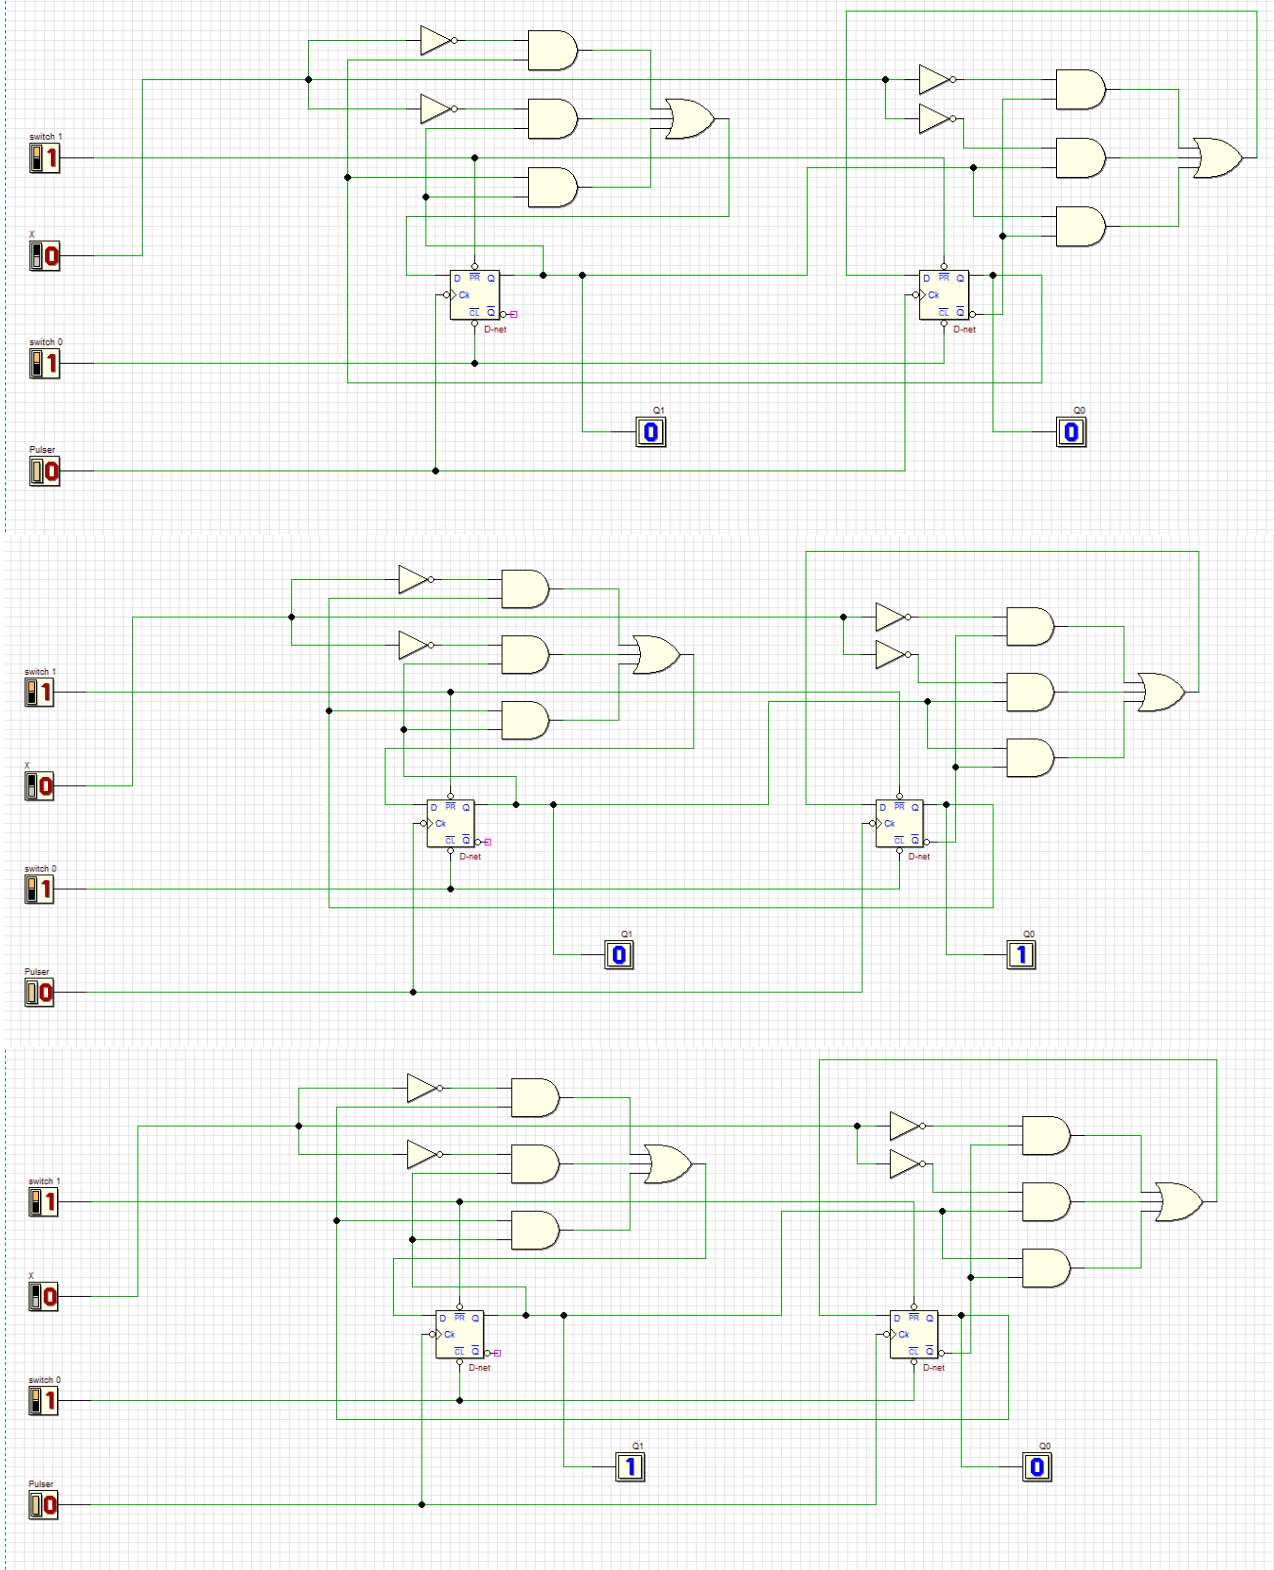 switch 1
1
X
0
D PR Q
Ck
CL Q
D-net
D PR Q
Ck
CL Q
D-net
switch 0
1
Q1
0
Q0
0
Pulser
0
switch 1
1
X
0
D PR Q
Ck
CL Q
D-net
D PR Q
Ck
CL Q
D-net
switch 0
1
Q1
0
Q0
1
Pulser
0
switch 1
1
X
0
D PR Q
Ck
CL Q
D-net
D PR Q
Ck
CL Q
D-net
switch 0
1
Q1
1
Q0
0
Pulser
0